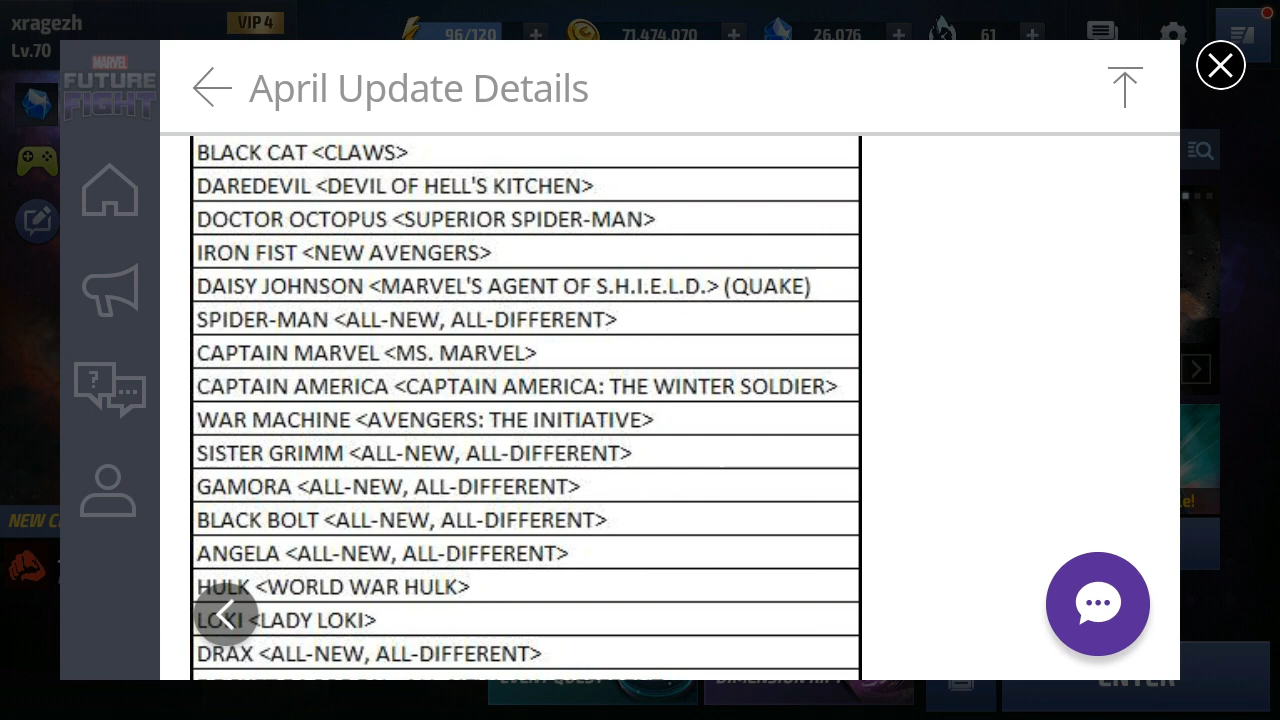 xragezh
VIP 4
Lv.70
96/120
71,474,070
26,076
61
MARVEL
FUTURE
FIGHT
April Update Details
BLACK CAT <CLAWS>
DAREDEVIL <DEVIL OF HELL'S KITCHEN>
DOCTOR OCTOPUS <SUPERIOR SPIDER-MAN>
IRON FIST <NEW AVENGERS>
DAISY JOHNSON <MARVEL'S AGENT OF S.H.I.E.L.D.> (QUAKE)
SPIDER-MAN <ALL-NEW, ALL-DIFFERENT>
CAPTAIN MARVEL <MS. MARVEL>
CAPTAIN AMERICA <CAPTAIN AMERICA: THE WINTER SOLDIER>
WAR MACHINE <AVENGERS: THE INITIATIVE>
SISTER GRIMM <ALL-NEW, ALL-DIFFERENT>
GAMORA <ALL-NEW, ALL-DIFFERENT>
BLACK BOLT <ALL-NEW, ALL-DIFFERENT>
ANGELA <ALL-NEW, ALL-DIFFERENT>
HULK <WORLD WAR HULK>
LOKI <LADY LOKI>
DRAX <ALL-NEW, ALL-DIFFERENT>
NEW
ENTER